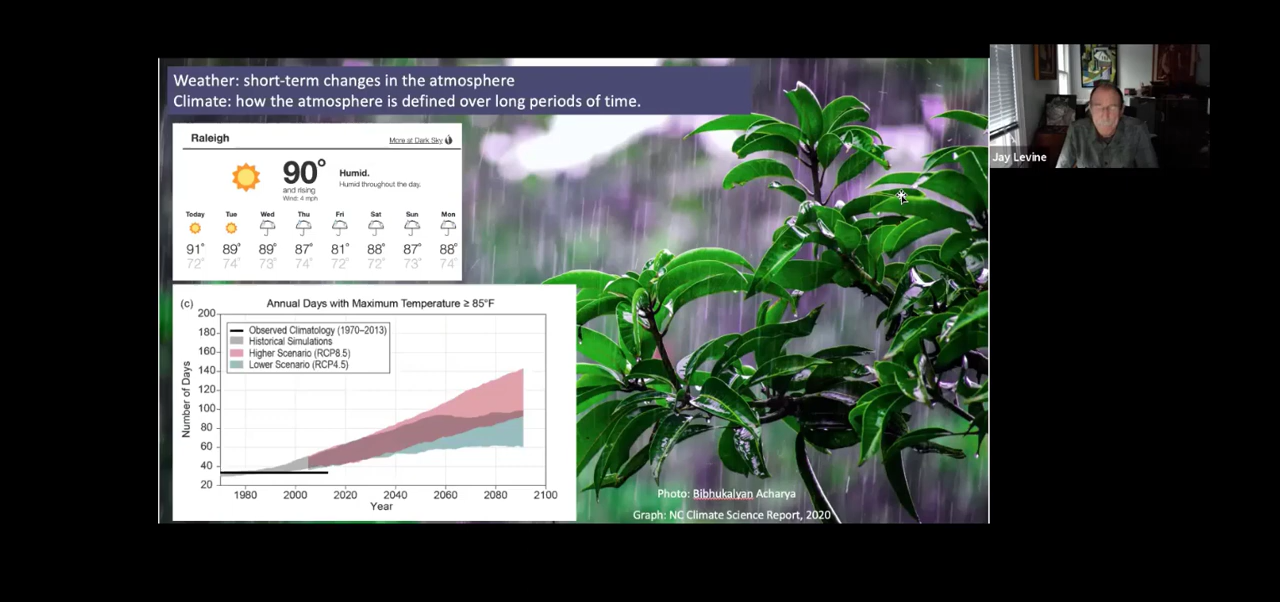 Weather: short-term changes in the atmosphere
Climate: how the atmosphere is defined over long periods of time.
Jay Levine
Raleigh
More at Dark Sky
90°
and rising
Wind: 4 mph
Humid.
Humid throughout the day.
Today Tue Wed Thu Fri Sat Sun Mon
91° 89° 89° 87° 81° 88° 87° 88°
72° 74° 73° 74° 72° 72° 73° 74°
(c) Annual Days with Maximum Temperature ≥ 85°F
Observed Climatology (1970–2013)
Historical Simulations
Higher Scenario (RCP8.5)
Lower Scenario (RCP4.5)
Number of Days
200
180
160
140
120
100
80
60
40
20
1980 2000 2020 2040 2060 2080 2100
Year
Photo: Bibhukalyan Acharya
Graph: NC Climate Science Report, 2020